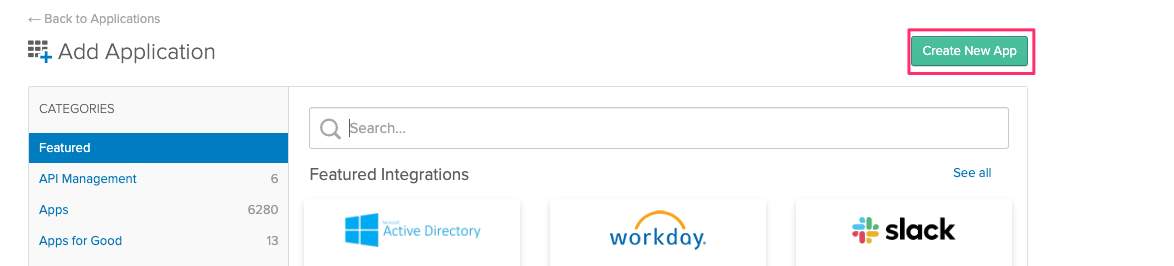 ← Back to Applications
Add Application
Create New App
CATEGORIES
Search...
Featured
Featured Integrations
See all
API Management 6
Apps 6280
Apps for Good 13
Microsoft
Active Directory
workday.
slack